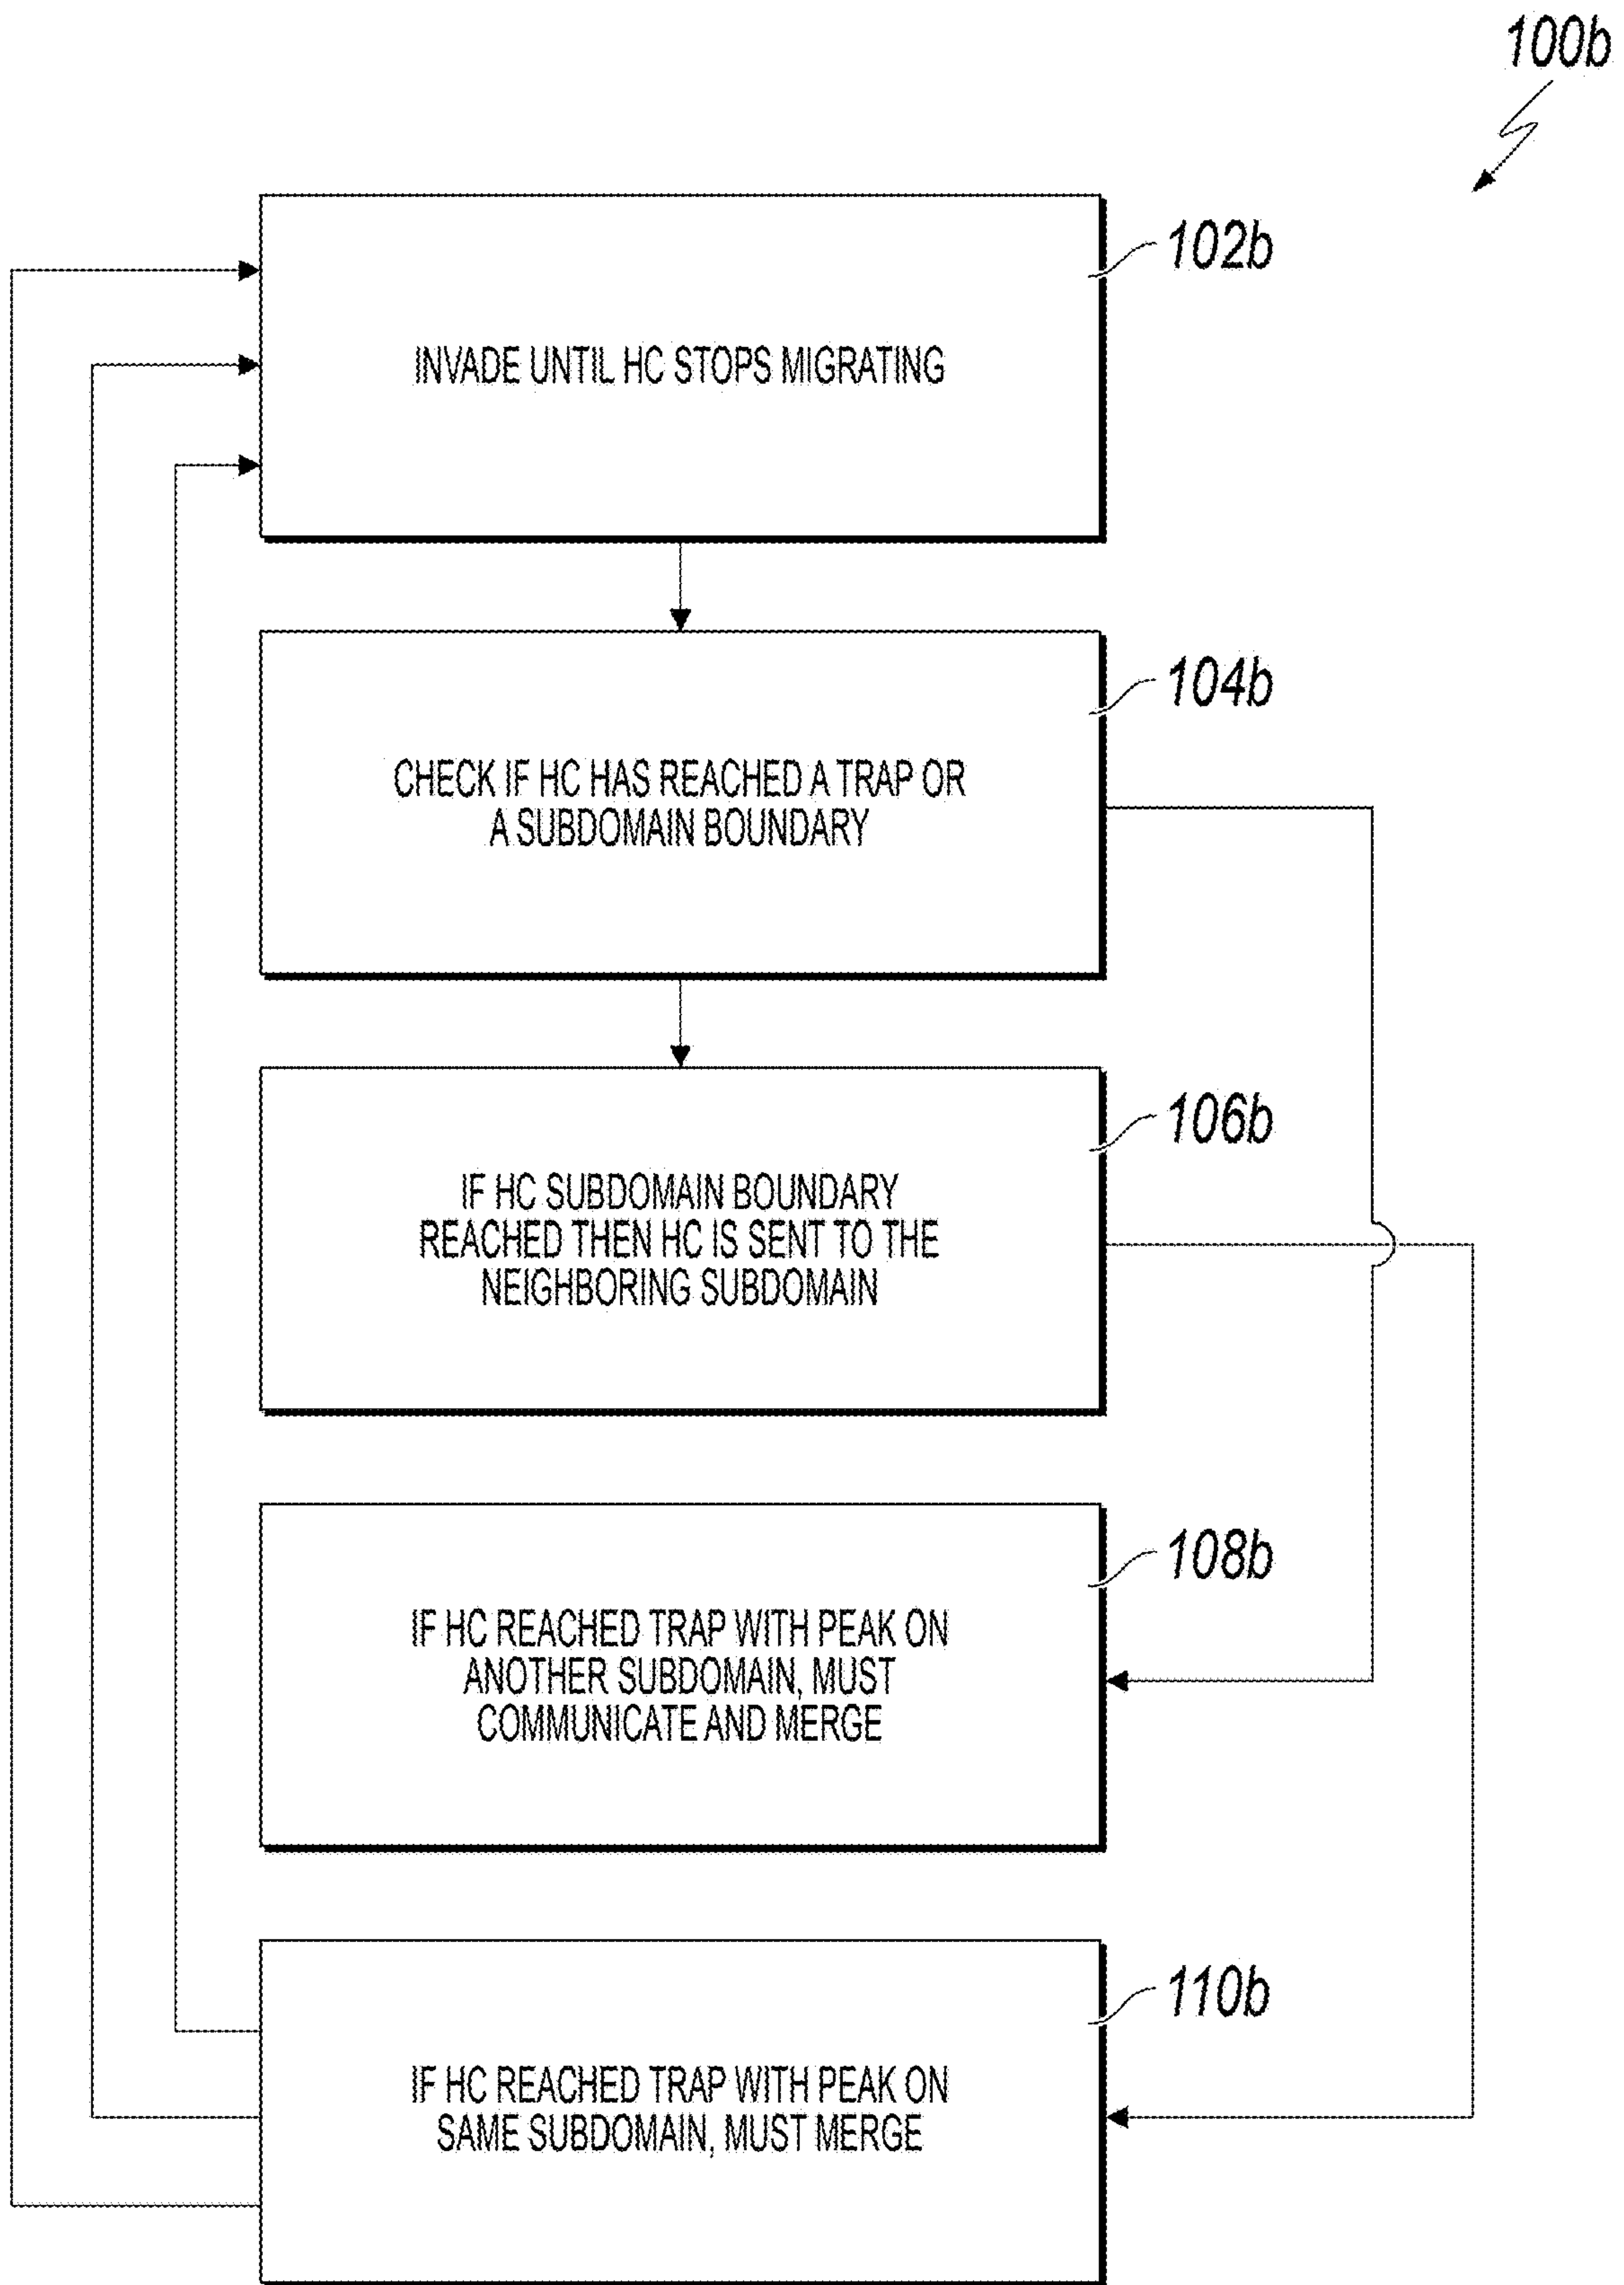 100b
102b
INVADE UNTIL HC STOPS MIGRATING
104b
CHECK IF HC HAS REACHED A TRAP OR
A SUBDOMAIN BOUNDARY
106b
IF HC SUBDOMAIN BOUNDARY
REACHED THEN HC IS SENT TO THE
NEIGHBORING SUBDOMAIN
108b
IF HC REACHED TRAP WITH PEAK ON
ANOTHER SUBDOMAIN, MUST
COMMUNICATE AND MERGE
110b
IF HC REACHED TRAP WITH PEAK ON
SAME SUBDOMAIN, MUST MERGE